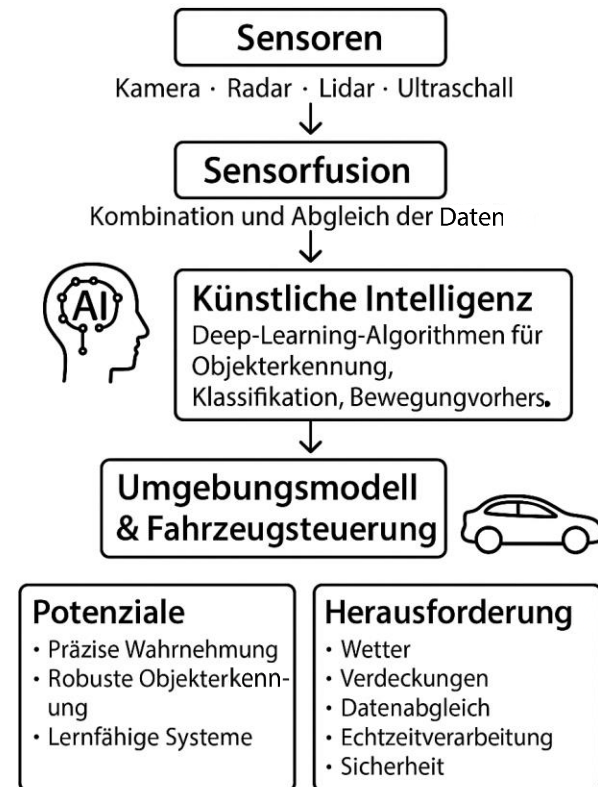 Sensoren
Kamera · Radar · Lidar · Ultraschall
Sensorfusion
Kombination und Abgleich der Daten
AI
Künstliche Intelligenz
Deep-Learning-Algorithmen für
Objekterkennung,
Klassifikation, Bewegungvorhers.
Umgebungsmodell
& Fahrzeugsteuerung
Potenziale
· Präzise Wahrnehmung
· Robuste Objekterkenn-
ung
· Lernfähige Systeme
Herausforderung
· Wetter
· Verdeckungen
· Datenabgleich
· Echtzeitverarbeitung
· Sicherheit